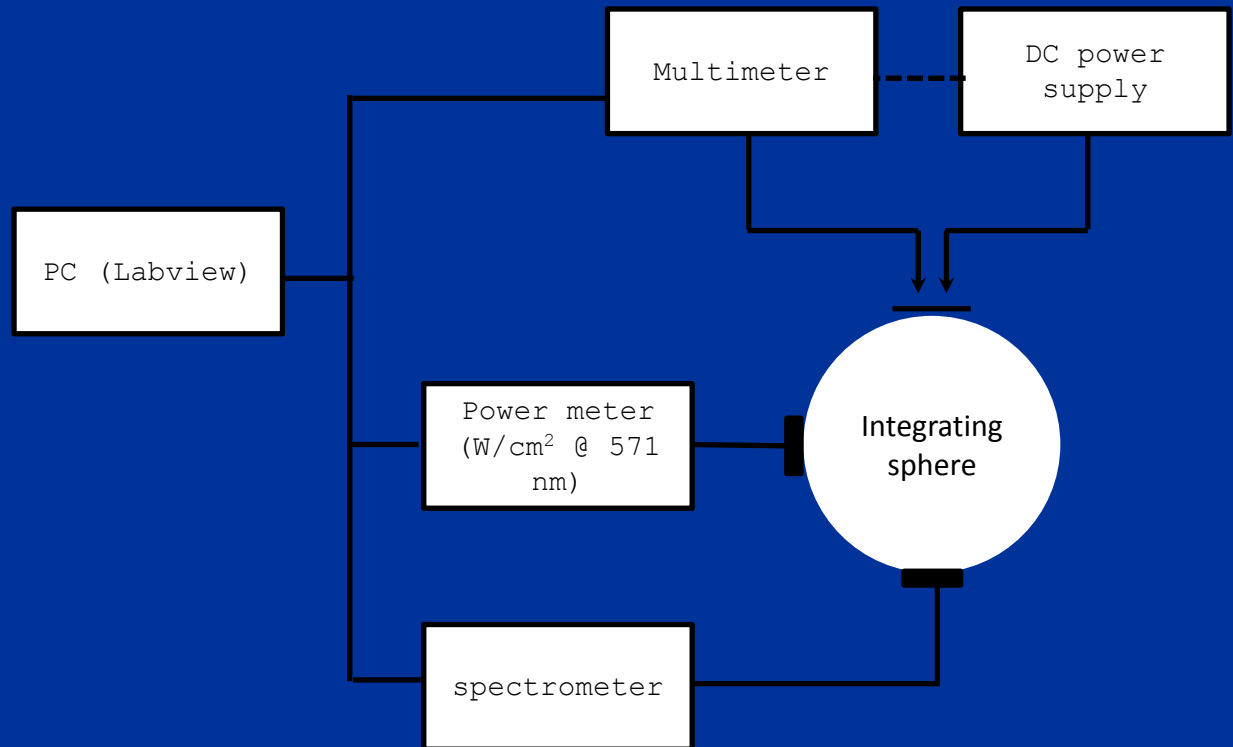 Multimeter
DC power
supply
PC (Labview)
Power meter
(W/cm² @ 571
nm)
Integrating
sphere
spectrometer